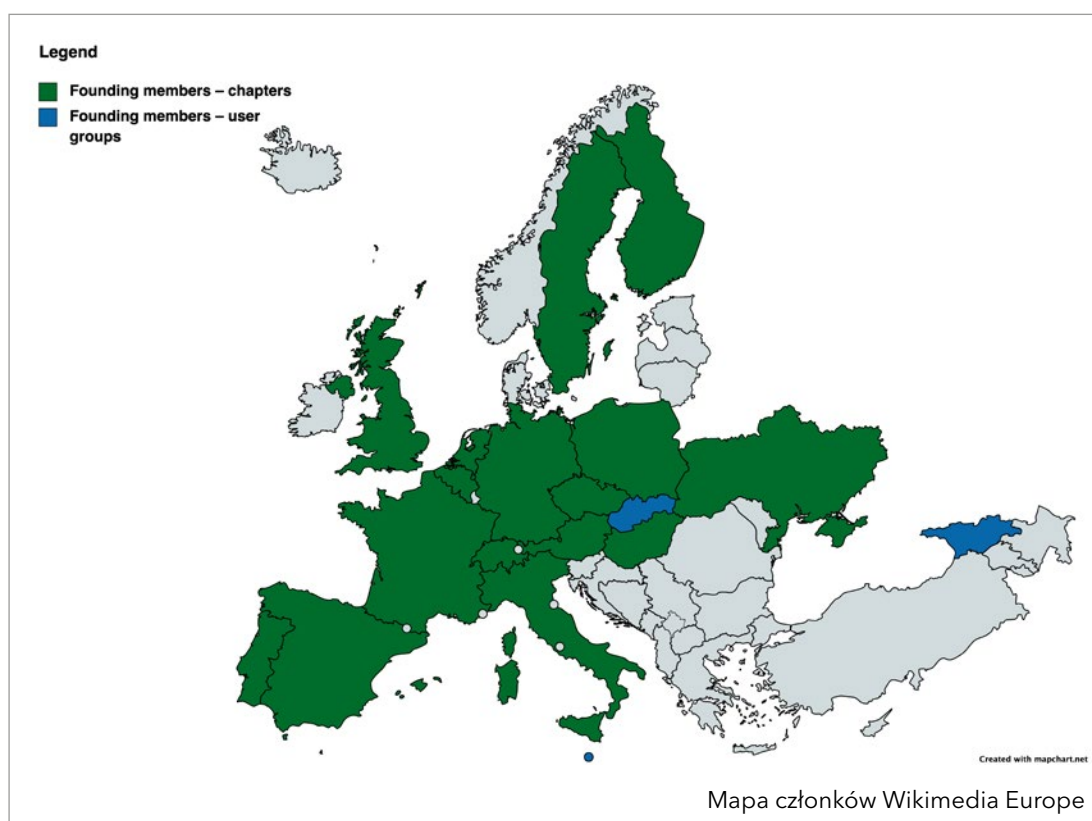 Legend
Founding members – chapters
Founding members – user
groups
Created with mapchart.net
Mapa członków Wikimedia Europe